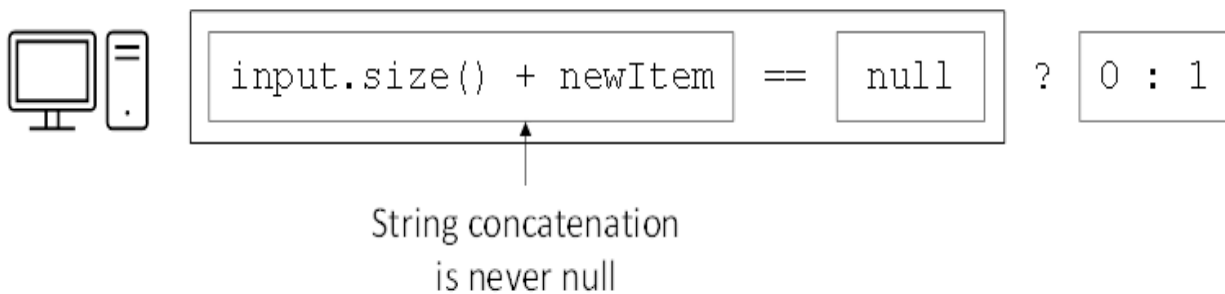 input.size() + newItem == null ? 0 : 1
String concatenation
is never null